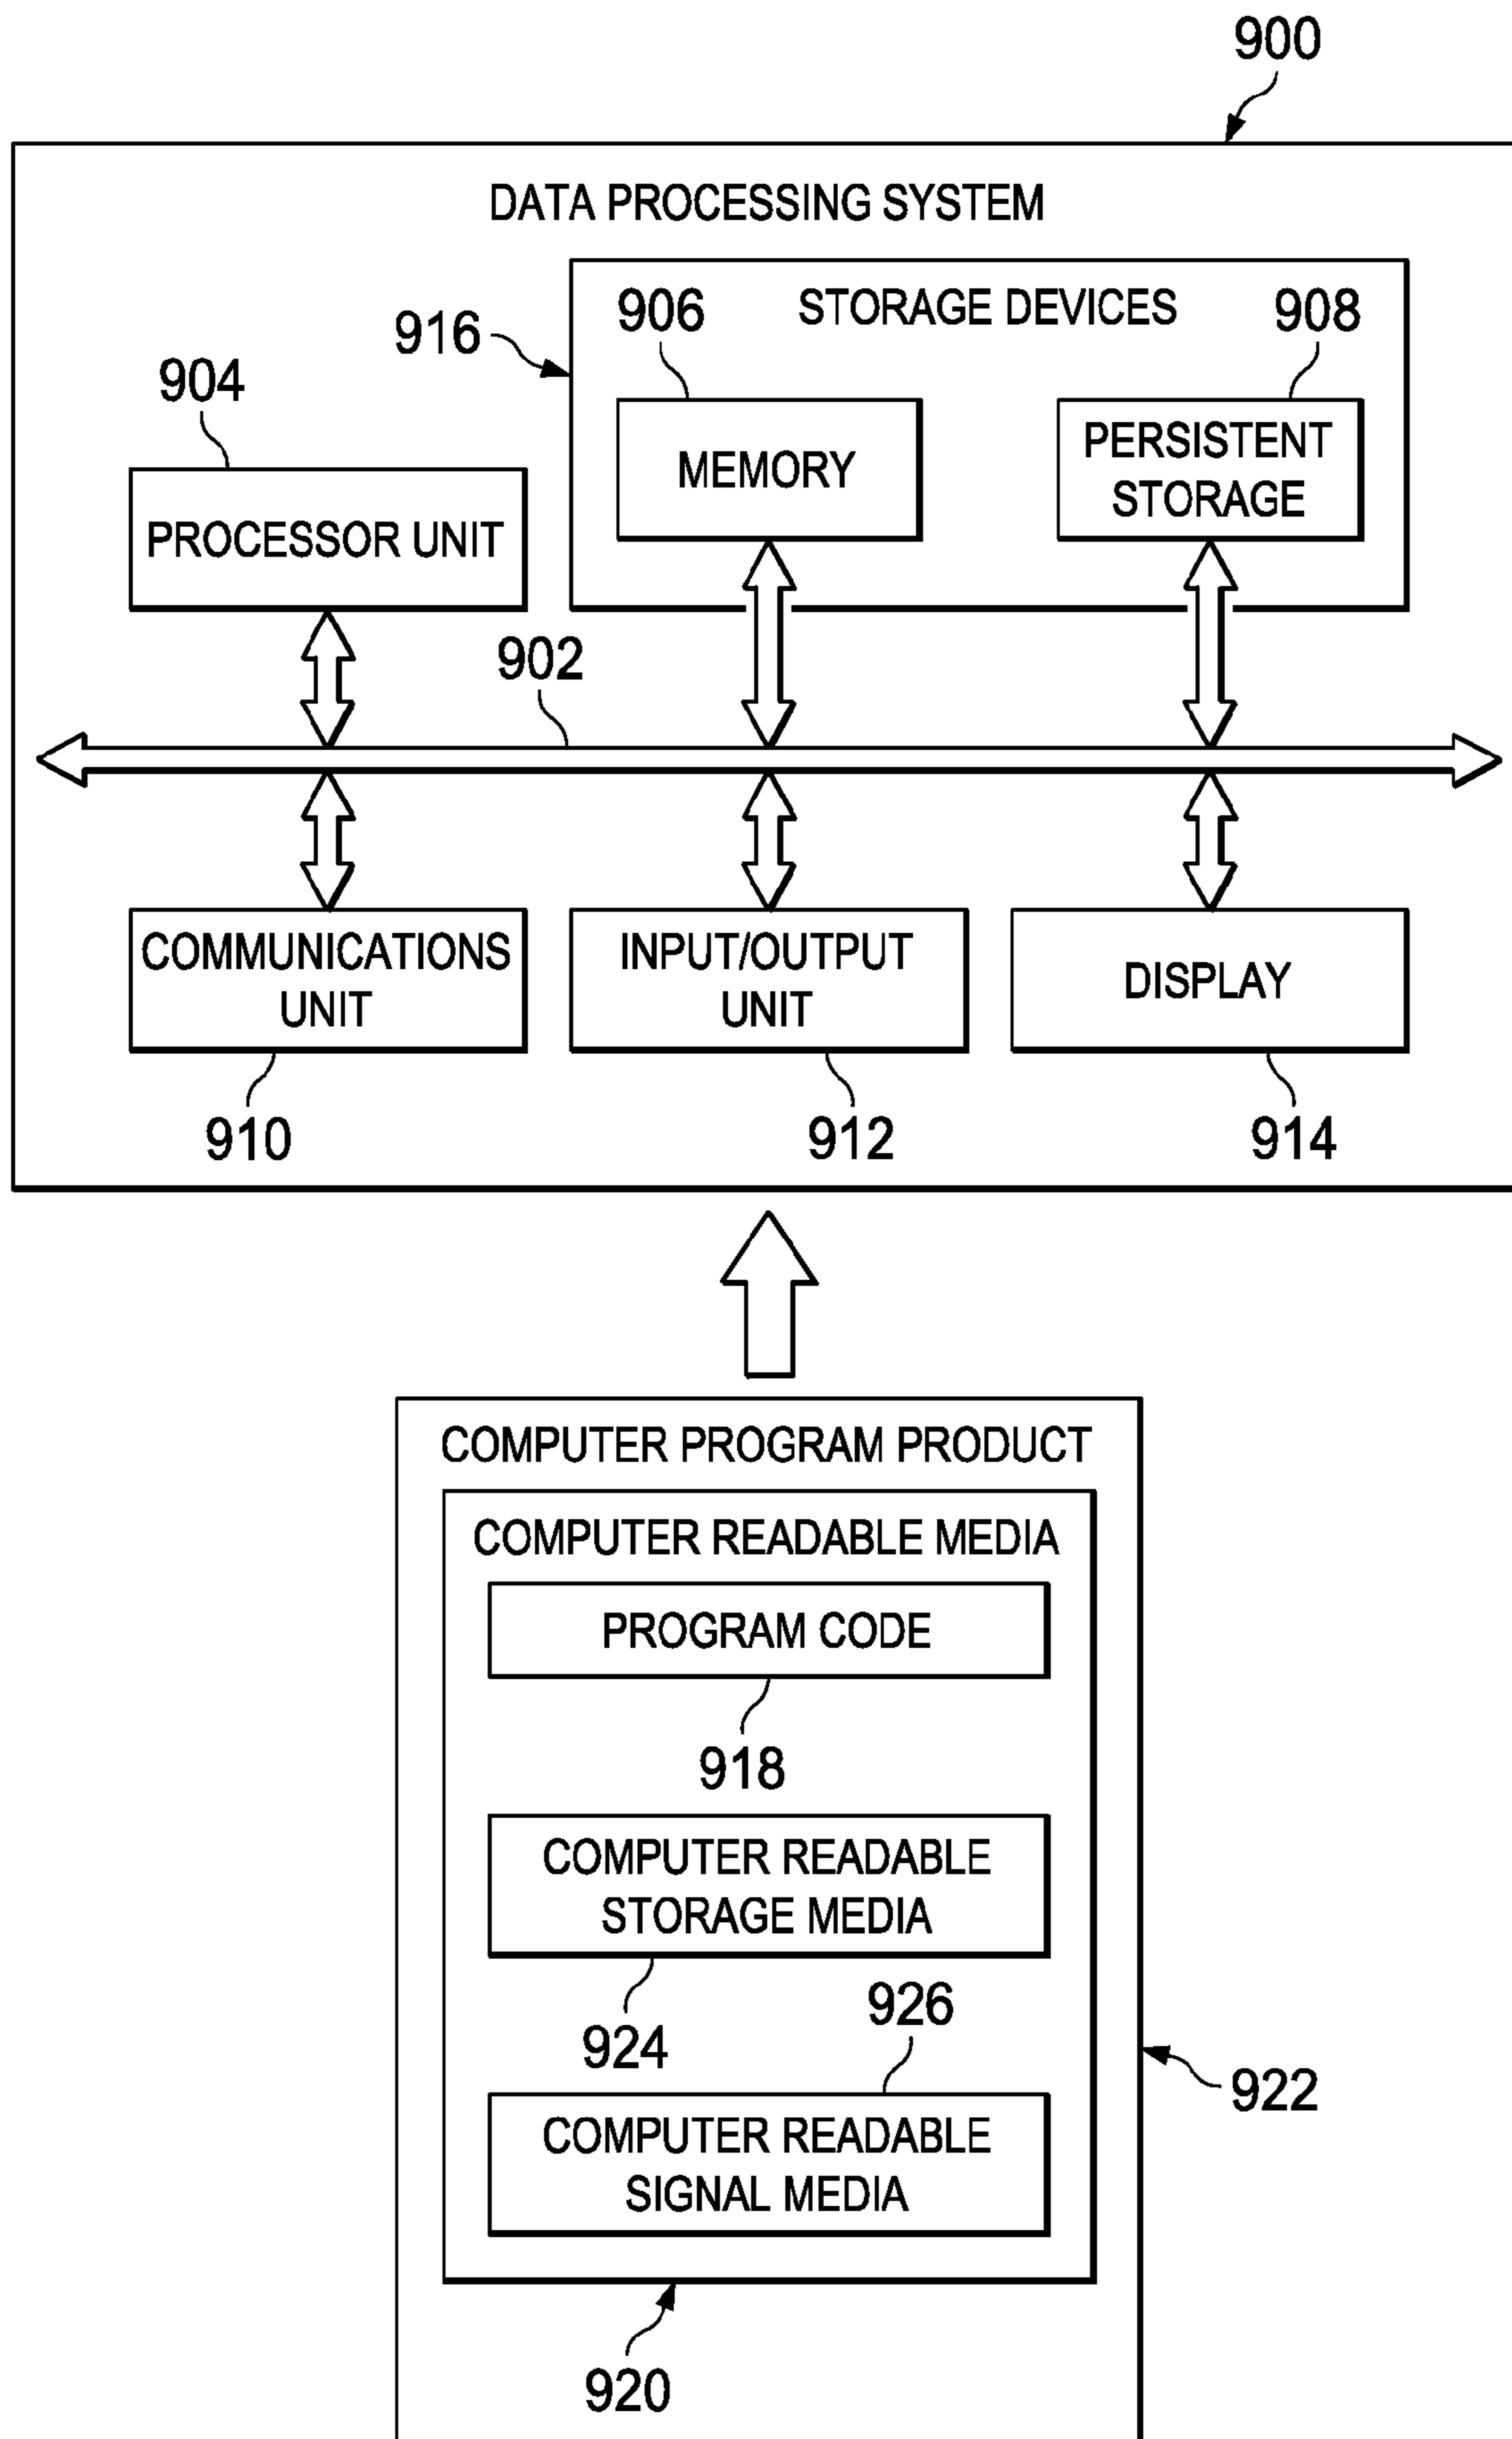 900
DATA PROCESSING SYSTEM
916
906
STORAGE DEVICES
908
904
MEMORY
PERSISTENT
STORAGE
PROCESSOR UNIT
902
COMMUNICATIONS
UNIT
INPUT/OUTPUT
UNIT
DISPLAY
910
912
914
COMPUTER PROGRAM PRODUCT
COMPUTER READABLE MEDIA
PROGRAM CODE
918
COMPUTER READABLE
STORAGE MEDIA
924
926
922
COMPUTER READABLE
SIGNAL MEDIA
920